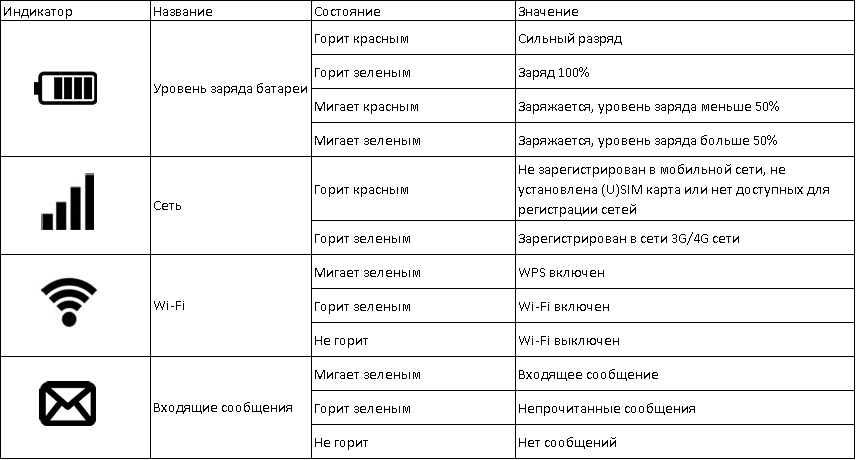 Индикатор Название Состояние Значение
Уровень заряда батареи
Горит красным Сильный разряд
Горит зеленым Заряд 100%
Мигает красным Заряжается, уровень заряда меньше 50%
Мигает зеленым Заряжается, уровень заряда больше 50%
Сеть
Горит красным
Не зарегистрирован в мобильной сети, не
установлена (U)SIM карта или нет доступных для
регистрации сетей
Горит зеленым Зарегистрирован в сети 3G/4G сети
Wi-Fi
Мигает зеленым WPS включен
Горит зеленым Wi-Fi включен
Не горит Wi-Fi выключен
Входящие сообщения
Мигает зеленым Входящее сообщение
Горит зеленым Непрочитанные сообщения
Не горит Нет сообщений